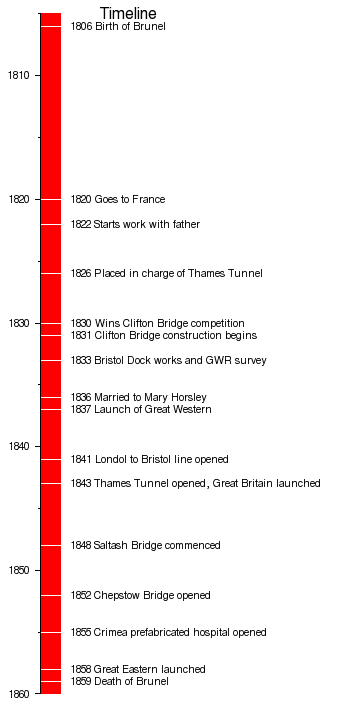 Timeline
1806 Birth of Brunel
1810
1820
1820 Goes to France
1822 Starts work with father
1826 Placed in charge of Thames Tunnel
1830
1830 Wins Clifton Bridge competition
1831 Clifton Bridge construction begins
1833 Bristol Dock works and GWR survey
1836 Married to Mary Horsley
1837 Launch of Great Western
1840
1841 Londol to Bristol line opened
1843 Thames Tunnel opened, Great Britain launched
1848 Saltash Bridge commenced
1850
1852 Chepstow Bridge opened
1855 Crimea prefabricated hospital opened
1858 Great Eastern launched
1859 Death of Brunel
1860